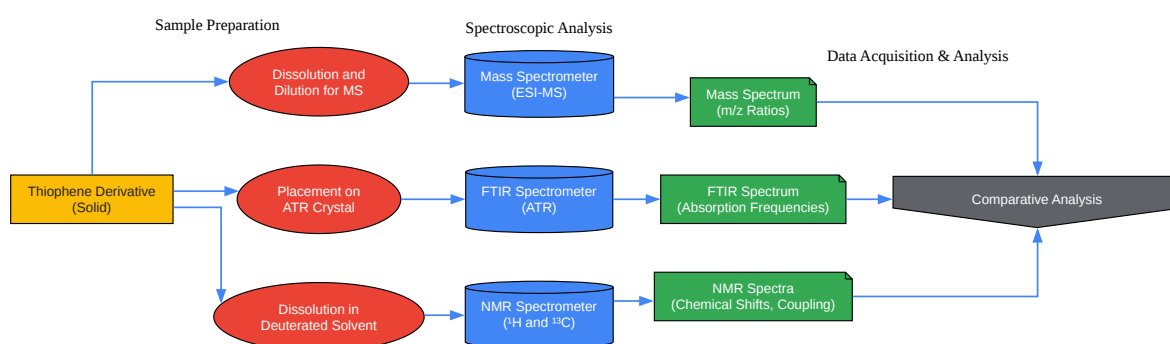 Sample Preparation
Spectroscopic Analysis
Data Acquisition & Analysis
Dissolution and
Dilution for MS
Mass Spectrometer
(ESI-MS)
Mass Spectrum
(m/z Ratios)
Thiophene Derivative
(Solid)
Placement on
ATR Crystal
FTIR Spectrometer
(ATR)
FTIR Spectrum
(Absorption Frequencies)
Comparative Analysis
Dissolution in
Deuterated Solvent
NMR Spectrometer
(¹H and ¹³C)
NMR Spectra
(Chemical Shifts, Coupling)